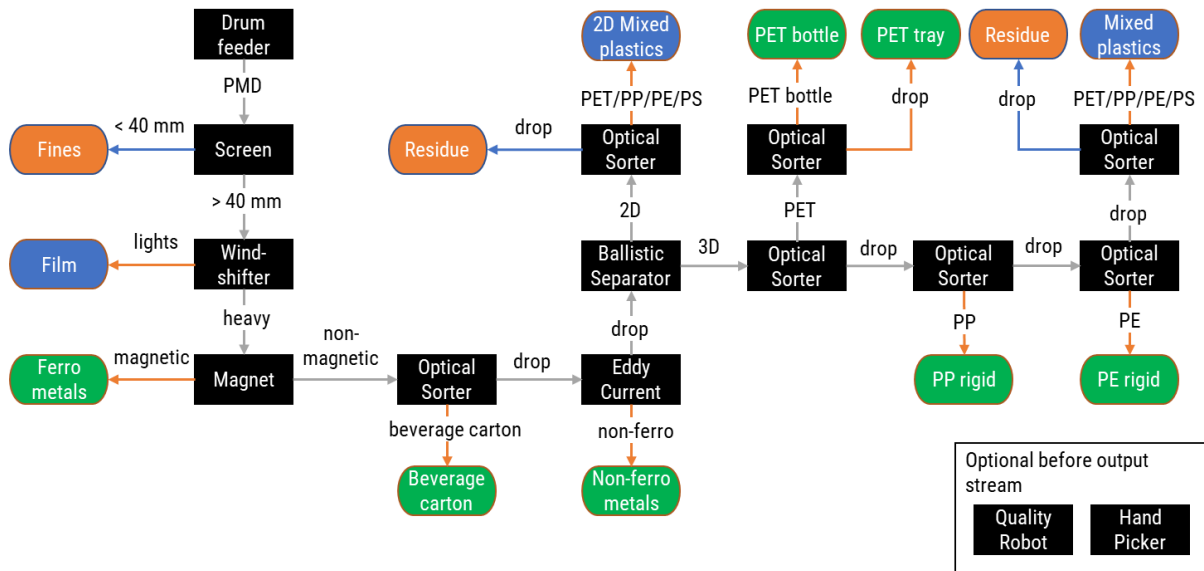 Drum
feeder
2D Mixed
plastics
PET bottle
PET tray
Residue
Mixed
plastics
PMD
PET/PP/PE/PS
PET bottle
drop
drop
PET/PP/PE/PS
< 40 mm
drop
Fines
Screen
Residue
Optical
Sorter
Optical
Sorter
Optical
Sorter
> 40 mm
2D
PET
drop
lights
3D
drop
drop
Film
Wind-
shifter
Ballistic
Separator
Optical
Sorter
Optical
Sorter
Optical
Sorter
heavy
non-
magnetic
drop
PP
PE
magnetic
drop
Ferro
metals
Magnet
Optical
Sorter
Eddy
Current
PP rigid
PE rigid
beverage carton
non-ferro
Beverage
carton
Non-ferro
metals
Optional before output
stream
Quality
Robot
Hand
Picker